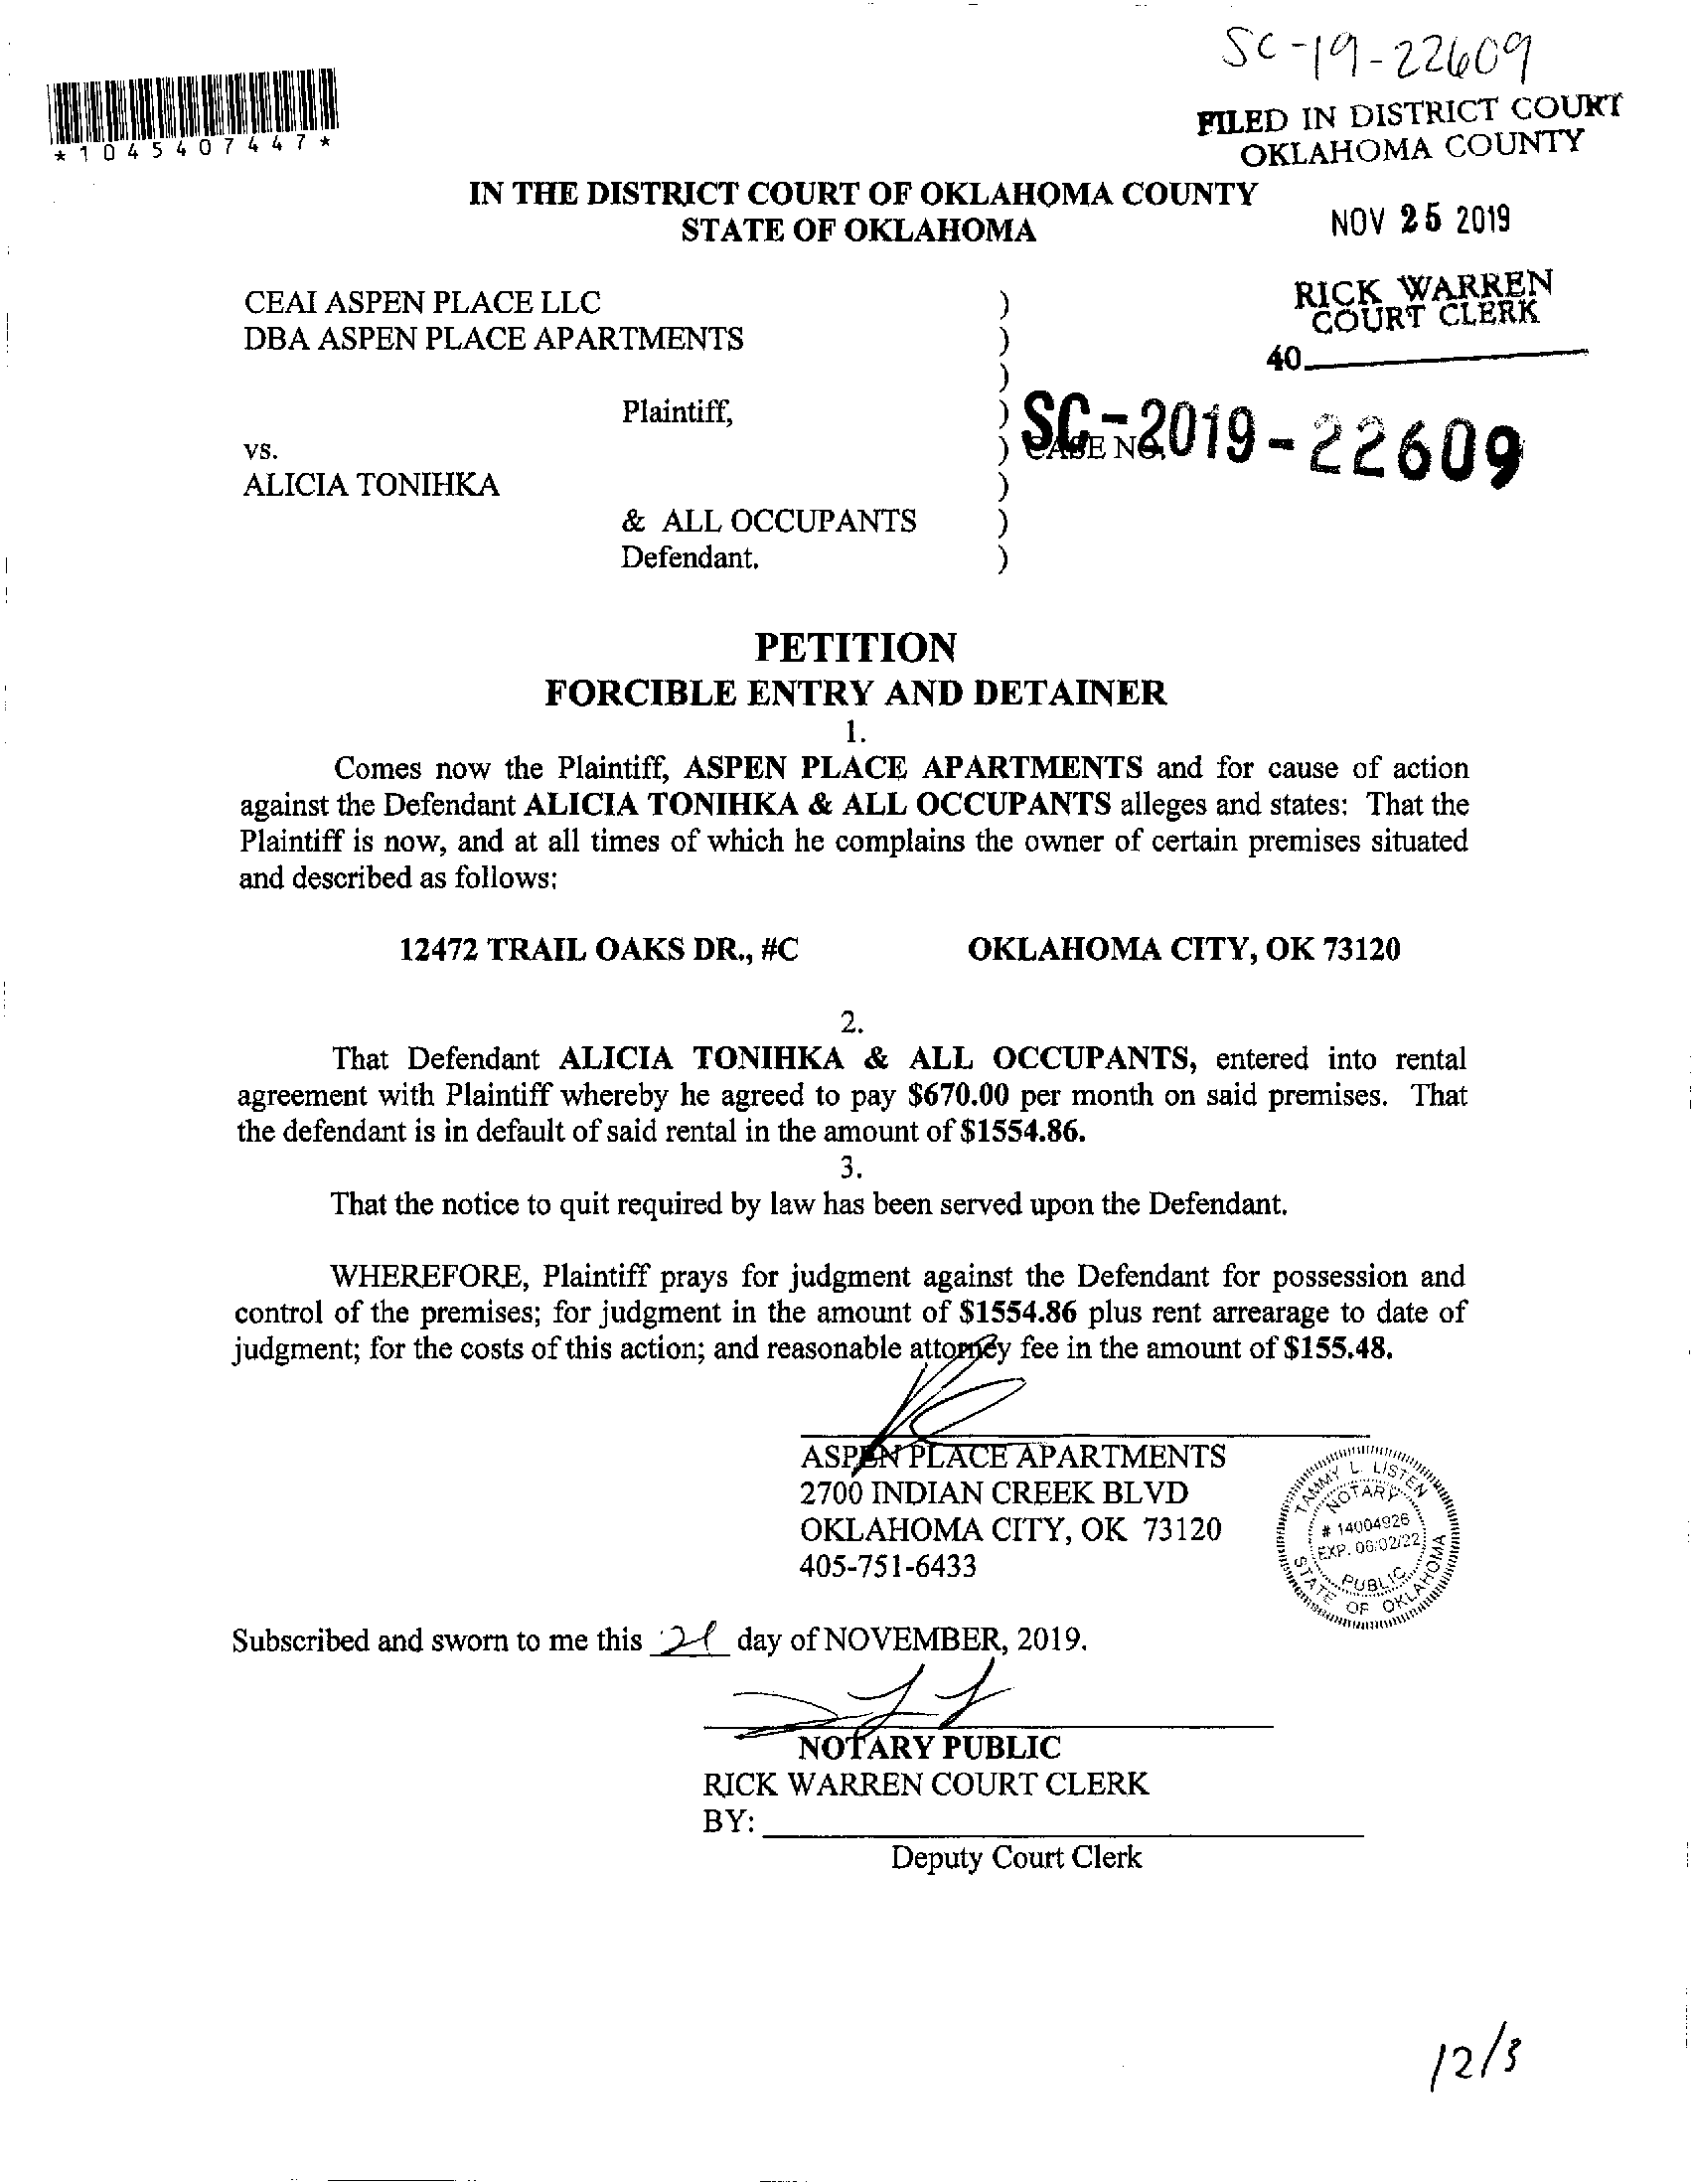 SC-19-22609
FILED IN DISTRICT COURT
OKLAHOMA COUNTY
*1045407447*
IN THE DISTRICT COURT OF OKLAHOMA COUNTY
STATE OF OKLAHOMA
NOV 25 2019
RICK WARREN
COURT CLERK
40
CEAI ASPEN PLACE LLC )
DBA ASPEN PLACE APARTMENTS )
)
Plaintiff, )
vs. ) CASE NO. SC-2019-22609
ALICIA TONIHKA )
& ALL OCCUPANTS )
Defendant. )
PETITION
FORCIBLE ENTRY AND DETAINER
1.
Comes now the Plaintiff, ASPEN PLACE APARTMENTS and for cause of action
against the Defendant ALICIA TONIHKA & ALL OCCUPANTS alleges and states: That the
Plaintiff is now, and at all times of which he complains the owner of certain premises situated
and described as follows:
12472 TRAIL OAKS DR., #C OKLAHOMA CITY, OK 73120
2.
That Defendant ALICIA TONIHKA & ALL OCCUPANTS, entered into rental
agreement with Plaintiff whereby he agreed to pay $670.00 per month on said premises. That
the defendant is in default of said rental in the amount of $1554.86.
3.
That the notice to quit required by law has been served upon the Defendant.
WHEREFORE, Plaintiff prays for judgment against the Defendant for possession and
control of the premises; for judgment in the amount of $1554.86 plus rent arrearage to date of
judgment; for the costs of this action; and reasonable attorney fee in the amount of $155.48.
ASPEN PLACE APARTMENTS
2700 INDIAN CREEK BLVD
OKLAHOMA CITY, OK 73120
405-751-6433
TAMMY L. LISTEN
NOTARY
# 14004926
EXP. 06/02/22
PUBLIC
STATE OF OKLAHOMA
Subscribed and sworn to me this 21 day of NOVEMBER, 2019.
NOTARY PUBLIC
RICK WARREN COURT CLERK
BY:
Deputy Court Clerk
12/3